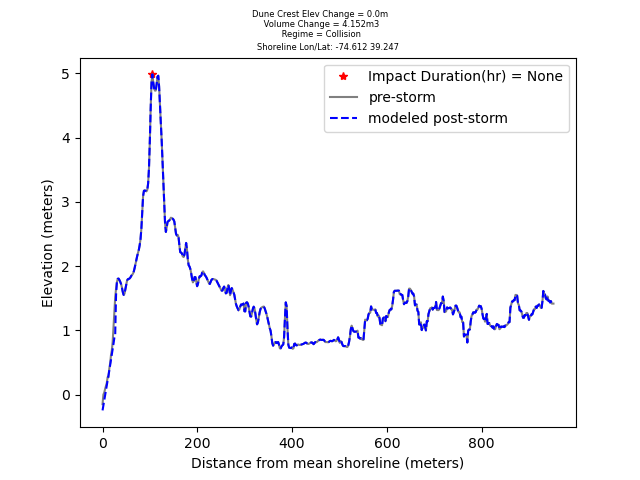 Dune Crest Elev Change = 0.0m
Volume Change = 4.152m3
Regime = Collision
Shoreline Lon/Lat: -74.612 39.247
Impact Duration(hr) = None
pre-storm
modeled post-storm
5
4
3
2
1
0
Elevation (meters)
0 200 400 600 800
Distance from mean shoreline (meters)